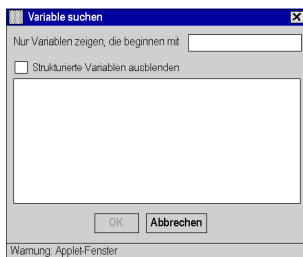 Variable suchen
Nur Variablen zeigen, die beginnen mit
Strukturierte Variablen ausblenden
OK
Abbrechen
Warnung: Applet-Fenster